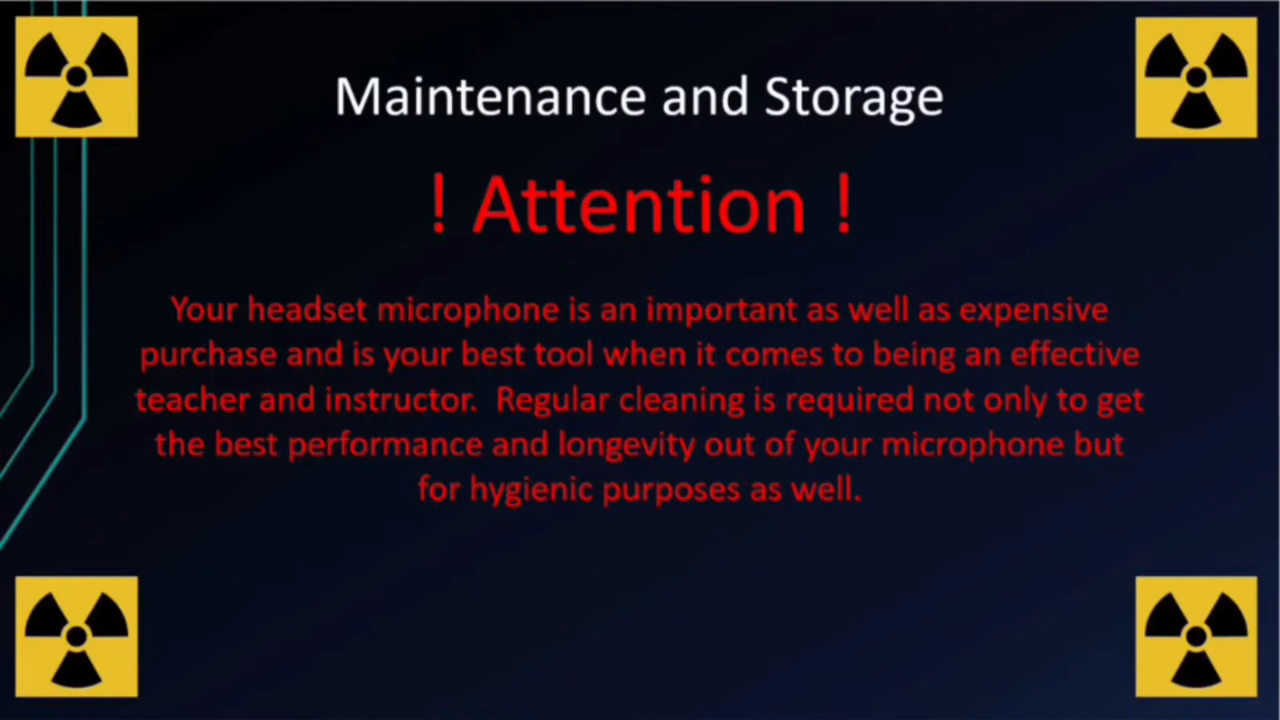 Maintenance and Storage
! Attention !
Your headset microphone is an important as well as expensive
purchase and is your best tool when it comes to being an effective
teacher and instructor.  Regular cleaning is required not only to get
the best performance and longevity out of your microphone but
for hygienic purposes as well.